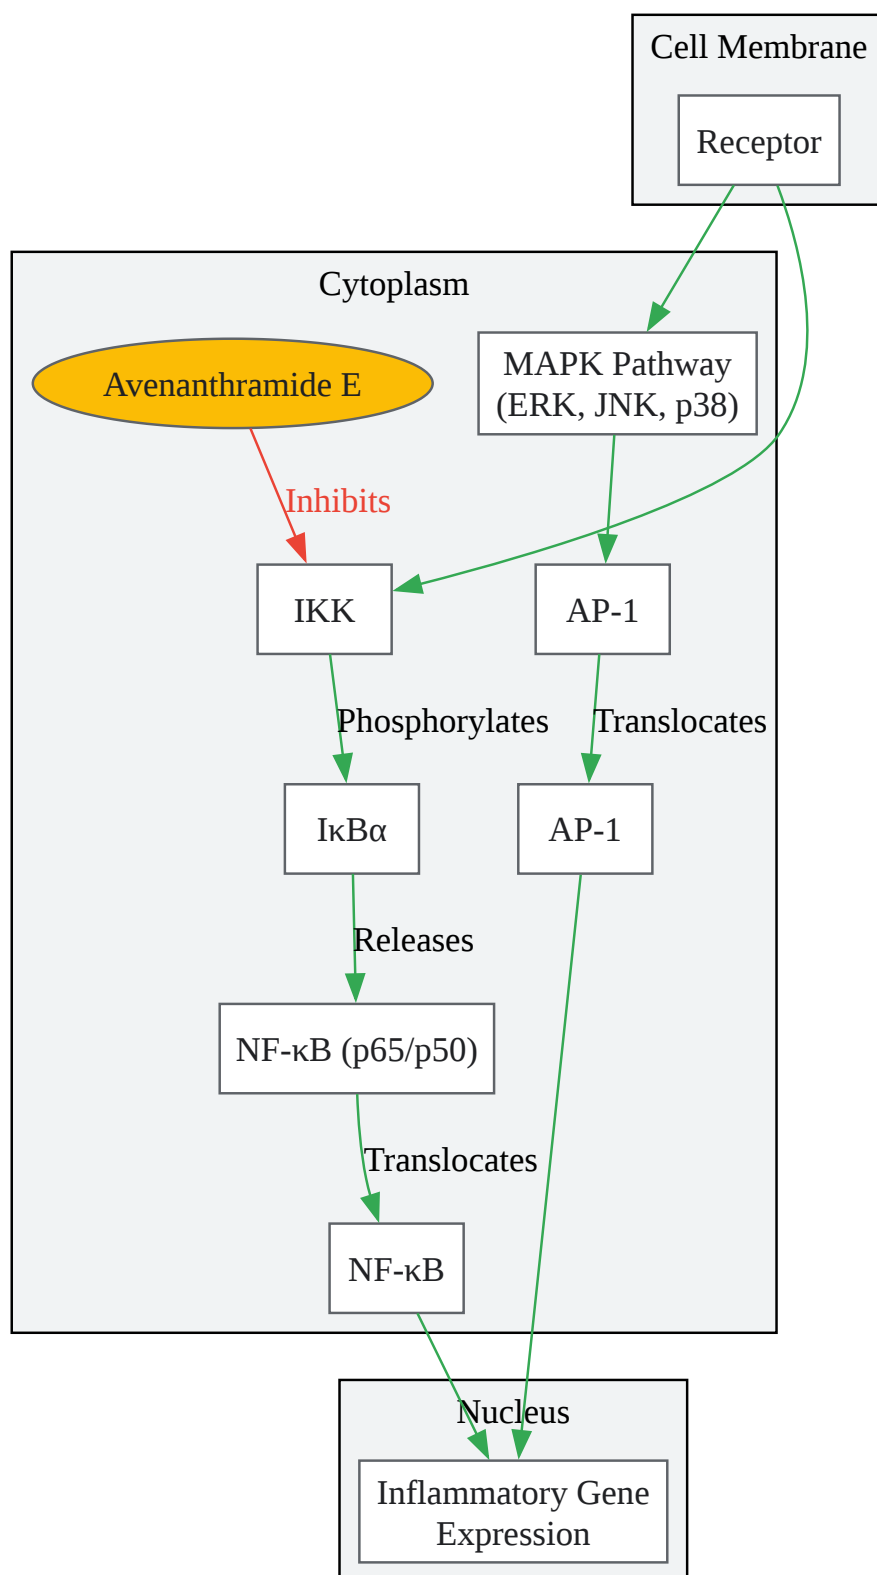 Cell Membrane
Receptor
Cytoplasm
Avenanthramide E
MAPK Pathway
(ERK, JNK, p38)
Inhibits
IKK
AP-1
Phosphorylates
Translocates
IκBα
AP-1
Releases
NF-κB (p65/p50)
Translocates
NF-κB
Nucleus
Inflammatory Gene
Expression